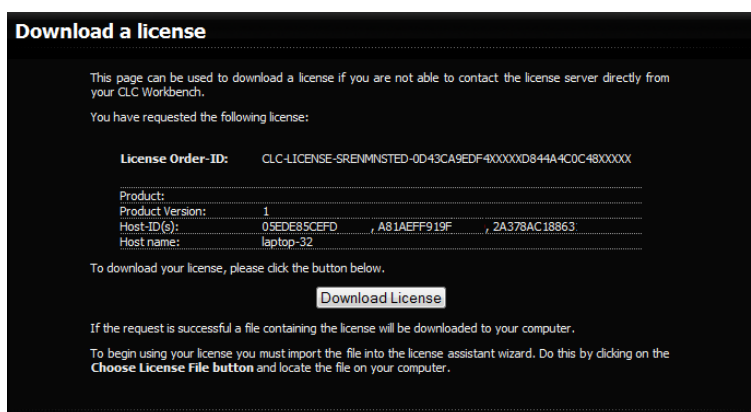 Download a license
This page can be used to download a license if you are not able to contact the license server directly from
your CLC Workbench.
You have requested the following license:
License Order-ID: CLC-LICENSE-SRENMNSTED-0D43CA9EDF4XXXXXD844A4C0C48XXXXX
Product:
Product Version: 1
Host-ID(s): 05EDE85CEFD , A81AEFF919F , 2A378AC18863
Host name: laptop-32
To download your license, please click the button below.
Download License
If the request is successful a file containing the license will be downloaded to your computer.
To begin using your license you must import the file into the license assistant wizard. Do this by clicking on the
Choose License File button and locate the file on your computer.